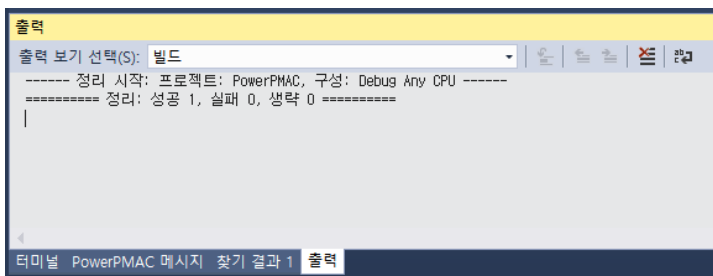 출력
출력 보기 선택(S): 빌드
------ 정리 시작: 프로젝트: PowerPMAC, 구성: Debug Any CPU ------
========== 정리: 성공 1, 실패 0, 생략 0 ==========
터미널 PowerPMAC 메시지 찾기 결과 1 출력